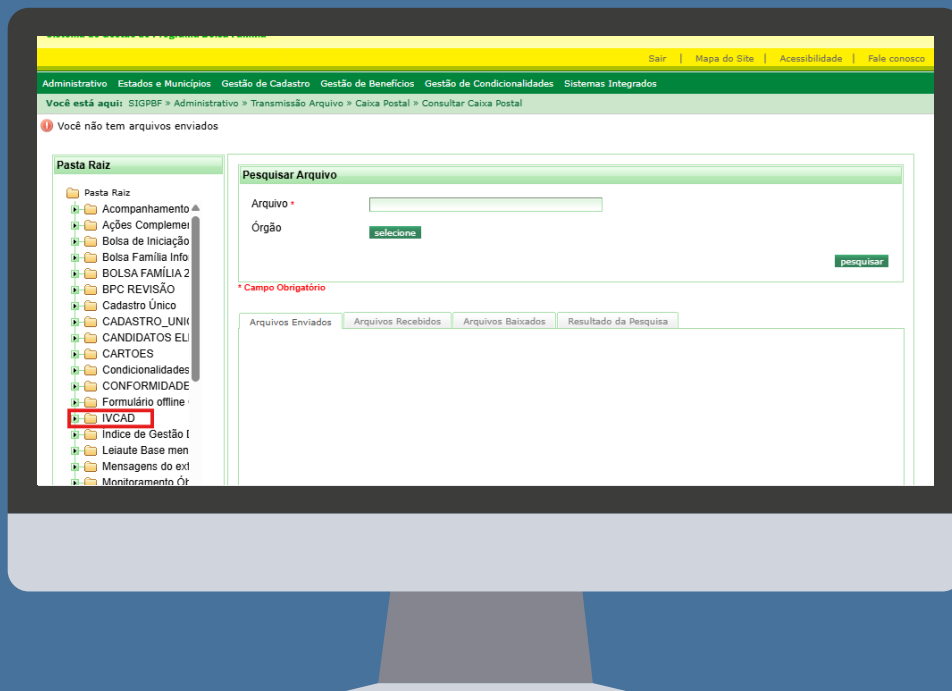 Sair | Mapa do Site | Acessibilidade | Fale conosco
Administrativo Estados e Municípios Gestão de Cadastro Gestão de Benefícios Gestão de Condicionalidades Sistemas Integrados
Você está aqui: SIGPBF » Administrativo » Transmissão Arquivo » Caixa Postal » Consultar Caixa Postal
Você não tem arquivos enviados
Pasta Raiz
Pasta Raiz
Acompanhamento
Ações Complemen
Bolsa de Iniciação
Bolsa Família Info
BOLSA FAMÍLIA 2
BPC REVISÃO
Cadastro Único
CADASTRO_UNI
CANDIDATOS EL
CARTOES
Condicionalidades
CONFORMIDADE
Formulário offline
IVCAD
Indice de Gestão
Leiaute Base men
Mensagens do ext
Monitoramento Ób
Pesquisar Arquivo
Arquivo *
Órgão
selecione
pesquisar
* Campo Obrigatório
Arquivos Enviados Arquivos Recebidos Arquivos Baixados Resultado da Pesquisa